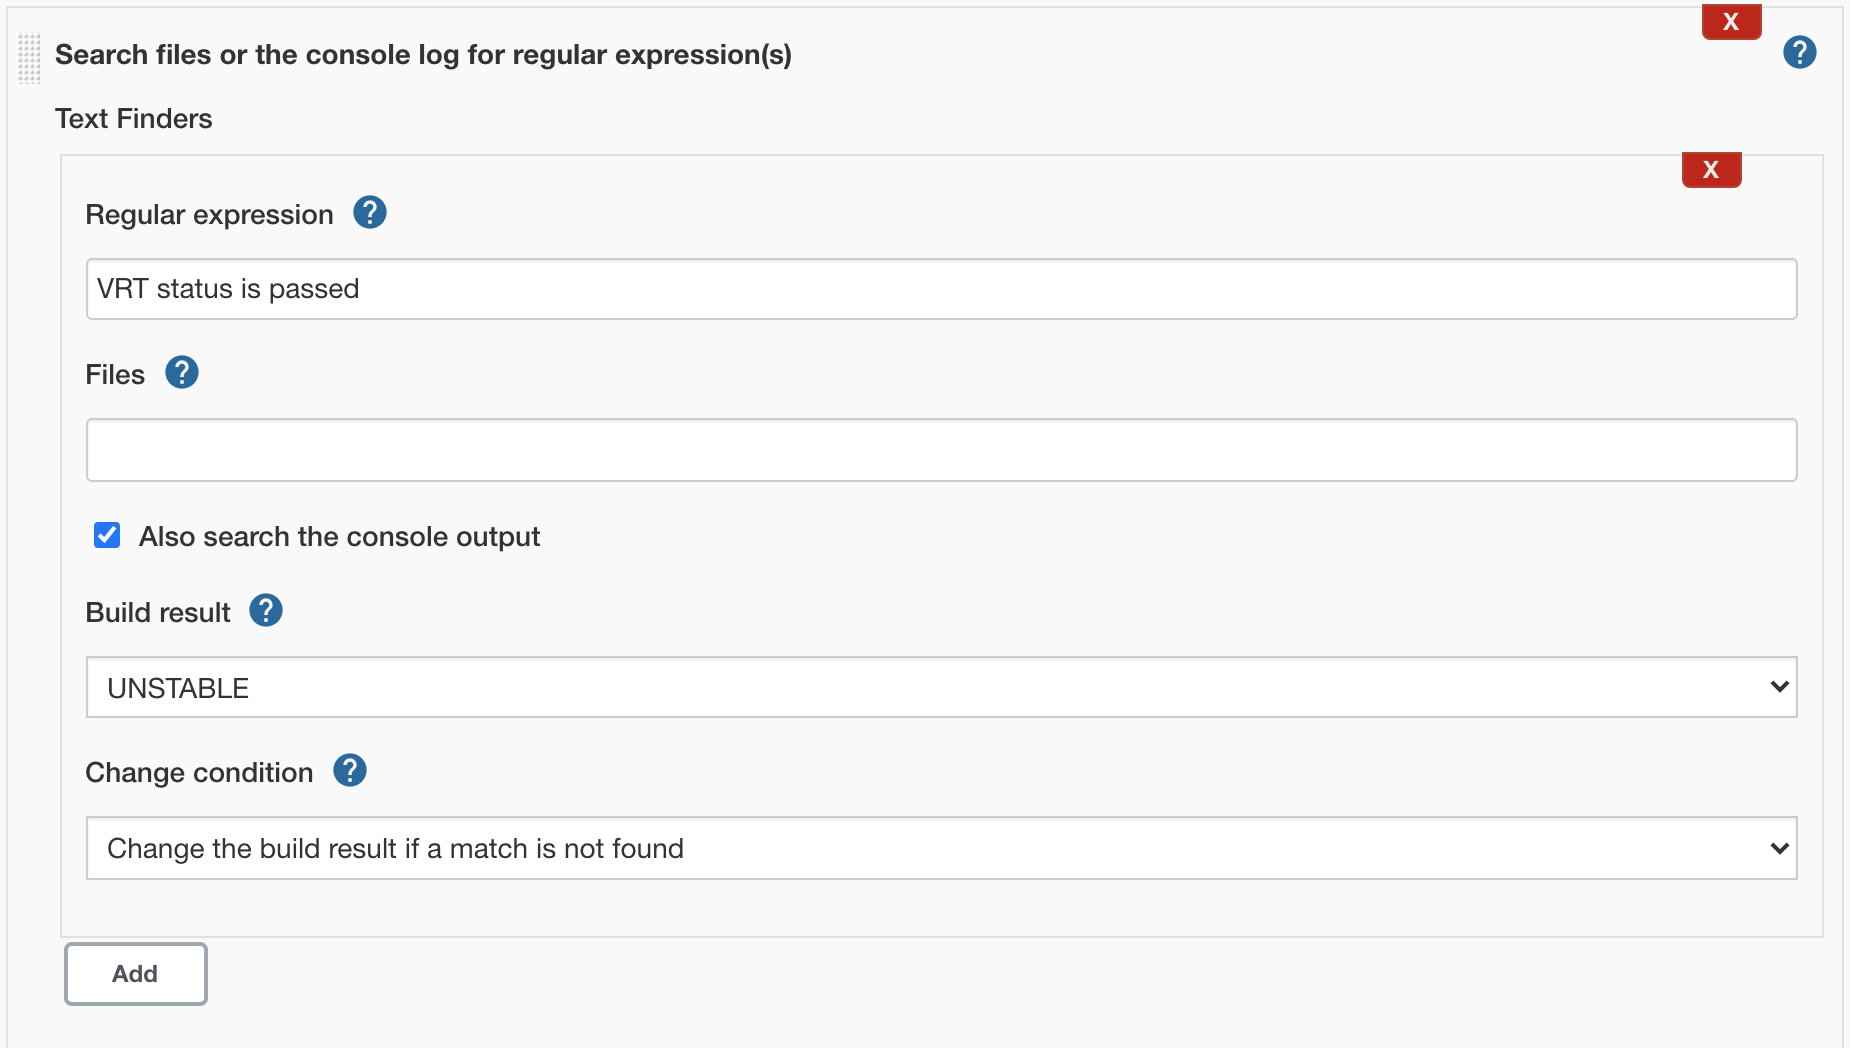 X
Search files or the console log for regular expression(s) ?
Text Finders
X
Regular expression ?
VRT status is passed
Files ?
Also search the console output
Build result ?
UNSTABLE
Change condition ?
Change the build result if a match is not found
Add